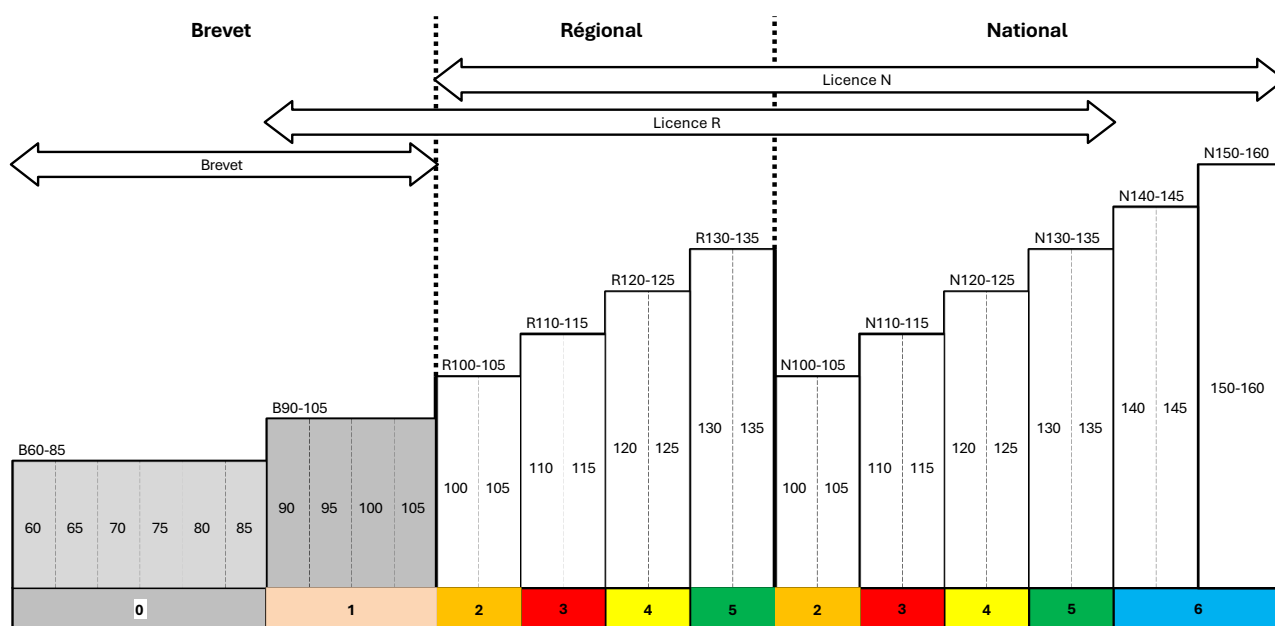 Brevet
Régional
National
Licence N
Licence R
Brevet
N150-160
N140-145
R130-135
N130-135
R120-125
N120-125
R110-115
N110-115
R100-105
N100-105
B90-105
B60-85
150-160
140 145
130 135
130 135
120 125
120 125
110 115
110 115
100 105
100 105
90 95 100 105
60 65 70 75 80 85
0 1 2 3 4 5 2 3 4 5 6